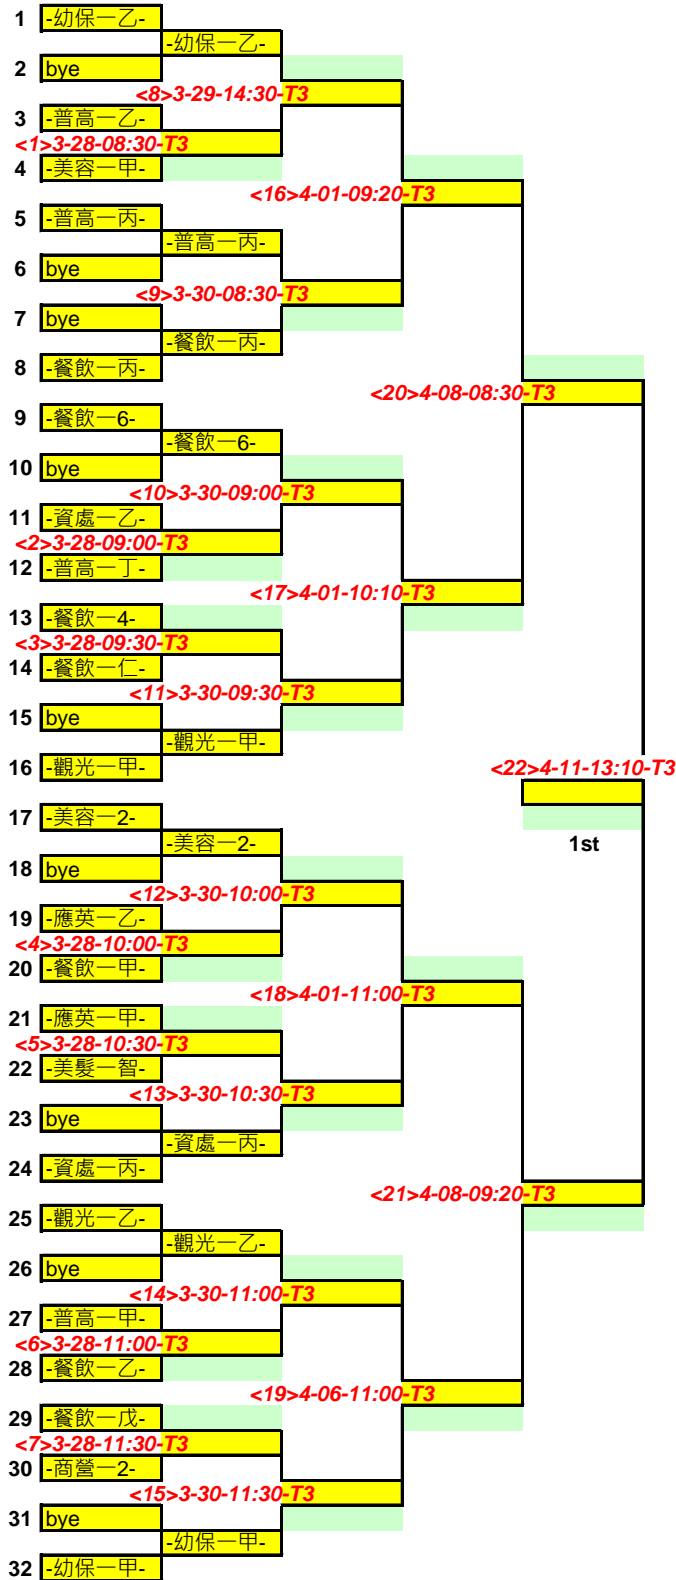 1 -幼保一乙-
-幼保一乙-
2 bye
<8>3-29-14:30-T3
3 -普高一乙-
<1>3-28-08:30-T3
4 -美容一甲-
<16>4-01-09:20-T3
5 -普高一丙-
-普高一丙-
6 bye
<9>3-30-08:30-T3
7 bye
-餐飲一丙-
8 -餐飲一丙-
<20>4-08-08:30-T3
9 -餐飲一6-
-餐飲一6-
10 bye
<10>3-30-09:00-T3
11 -資處一乙-
<2>3-28-09:00-T3
12 -普高一丁-
<17>4-01-10:10-T3
13 -餐飲一4-
<3>3-28-09:30-T3
14 -餐飲一仁-
<11>3-30-09:30-T3
15 bye
-觀光一甲-
16 -觀光一甲-
<22>4-11-13:10-T3
17 -美容一2-
-美容一2-
1st
18 bye
<12>3-30-10:00-T3
19 -應英一乙-
<4>3-28-10:00-T3
20 -餐飲一甲-
<18>4-01-11:00-T3
21 -應英一甲-
<5>3-28-10:30-T3
22 -美髮一智-
<13>3-30-10:30-T3
23 bye
-資處一丙-
24 -資處一丙-
<21>4-08-09:20-T3
25 -觀光一乙-
-觀光一乙-
26 bye
<14>3-30-11:00-T3
27 -普高一甲-
<6>3-28-11:00-T3
28 -餐飲一乙-
<19>4-06-11:00-T3
29 -餐飲一戊-
<7>3-28-11:30-T3
30 -商營一2-
<15>3-30-11:30-T3
31 bye
-幼保一甲-
32 -幼保一甲-